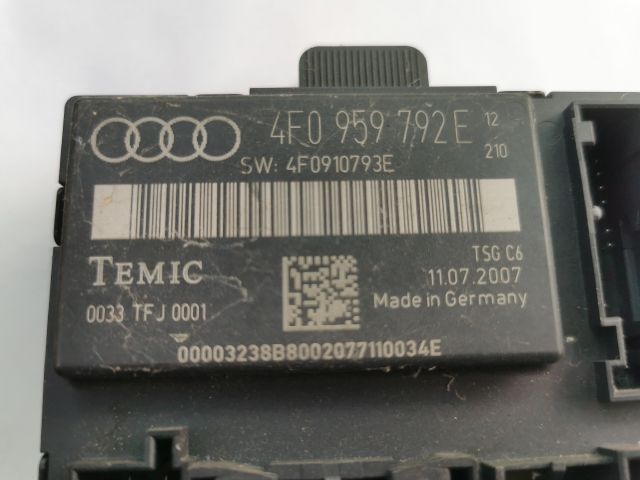 4F0 959 792 E 12
210
SW: 4F0910793E
TEMIC
TSG C6
11.07.2007
0033 TFJ 0001
Made in Germany
00003238B8002077110034E